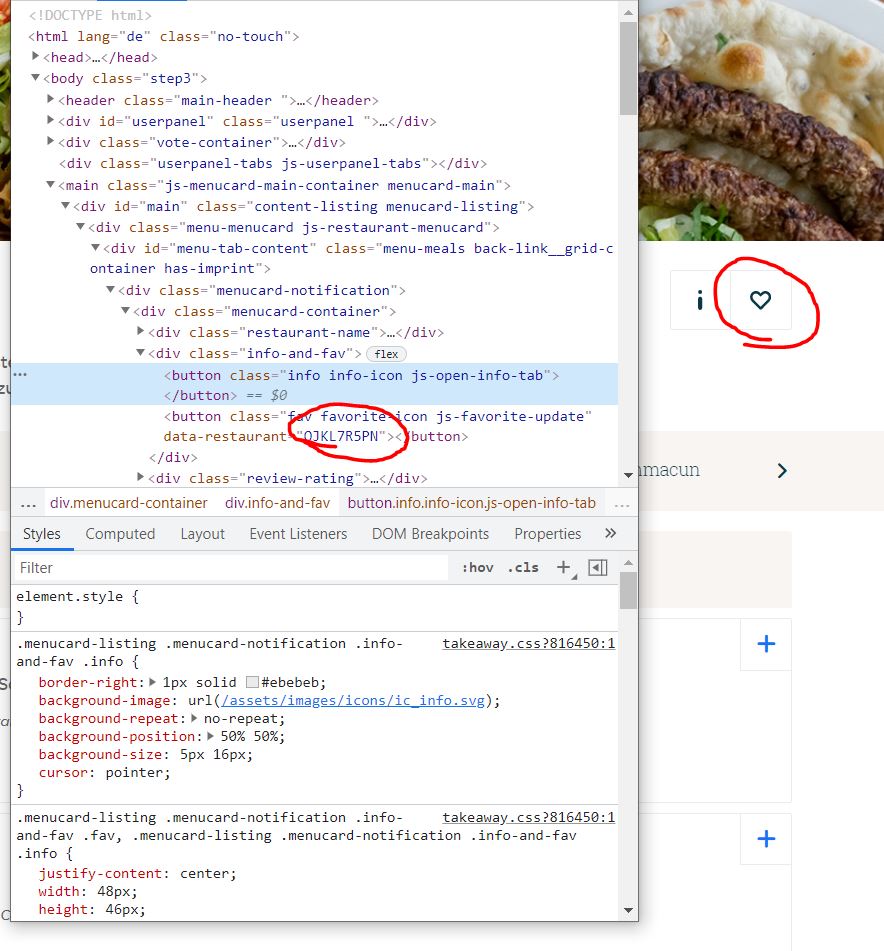 <!DOCTYPE html>
<html lang="de" class="no-touch">
<head>…</head>
<body class="step3">
<header class="main-header ">…</header>
<div id="userpanel" class="userpanel ">…</div>
<div class="vote-container">…</div>
<div class="userpanel-tabs js-userpanel-tabs"></div>
<main class="js-menucard-main-container menucard-main">
<div id="main" class="content-listing menucard-listing">
<div class="menu-menucard js-restaurant-menucard">
<div id="menu-tab-content" class="menu-meals back-link__grid-c
ontainer has-imprint">
<div class="menucard-notification">
<div class="menucard-container">
<div class="restaurant-name">…</div>
<div class="info-and-fav"> flex
… <button class="info info-icon js-open-info-tab">
</button> == $0
<button class="fav favorite-icon js-favorite-update"
data-restaurant="OJKL7R5PN"></button>
</div>
<div class="review-rating">…</div>
… div.menucard-container div.info-and-fav button.info.info-icon.js-open-info-tab …
Styles Computed Layout Event Listeners DOM Breakpoints Properties »
Filter :hov .cls +
element.style {
}
.menucard-listing .menucard-notification .info- takeaway.css?816450:1
and-fav .info {
border-right: 1px solid #ebebeb;
background-image: url(/assets/images/icons/ic_info.svg);
background-repeat: no-repeat;
background-position: 50% 50%;
background-size: 5px 16px;
cursor: pointer;
}
.menucard-listing .menucard-notification .info- takeaway.css?816450:1
and-fav .fav, .menucard-listing .menucard-notification .info-and-fav
.info {
justify-content: center;
width: 48px;
height: 46px;
i
macun
+
+